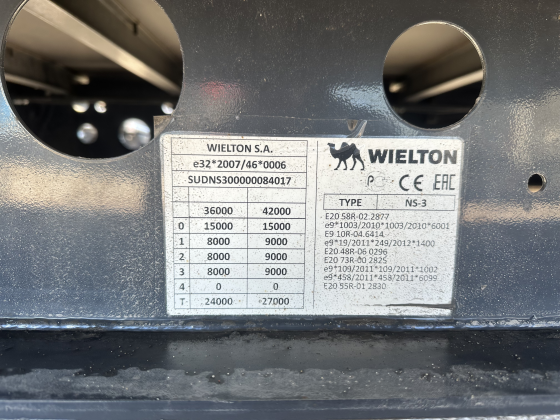 WIELTON S.A.
e32*2007/46*0006
SUDNS300000084017
36000 42000
0 15000 15000
1 8000 9000
2 8000 9000
3 8000 9000
4 0 0
T 24000 27000
WIELTON
CE EAC
TYPE NS-3
E20 58R-02.2877
e9*1003/2010*1003/2010*6001
E9 10R-04.6414
e9*19/2011*249/2012*1400
E20 48R-06 0296
E20 73R-00 2825
e9*109/2011*109/2011*1002
e9*458/2011*458/2011*6099
E20 55R-01 2830